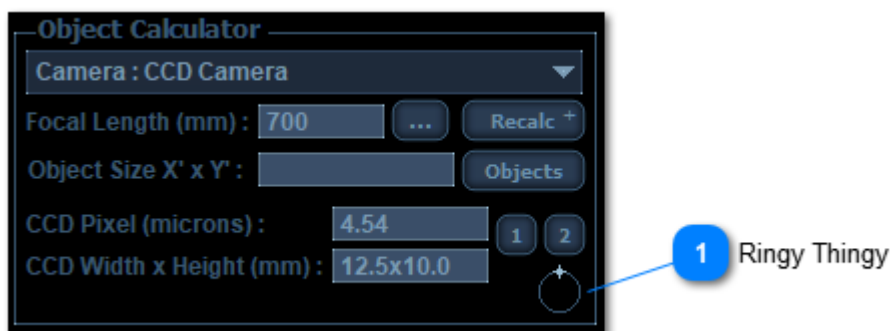 Object Calculator
Camera : CCD Camera
Focal Length (mm) : 700 ... Recalc +
Object Size X' x Y' : Objects
CCD Pixel (microns) : 4.54 1 2
CCD Width x Height (mm) : 12.5x10.0
1 Ringy Thingy